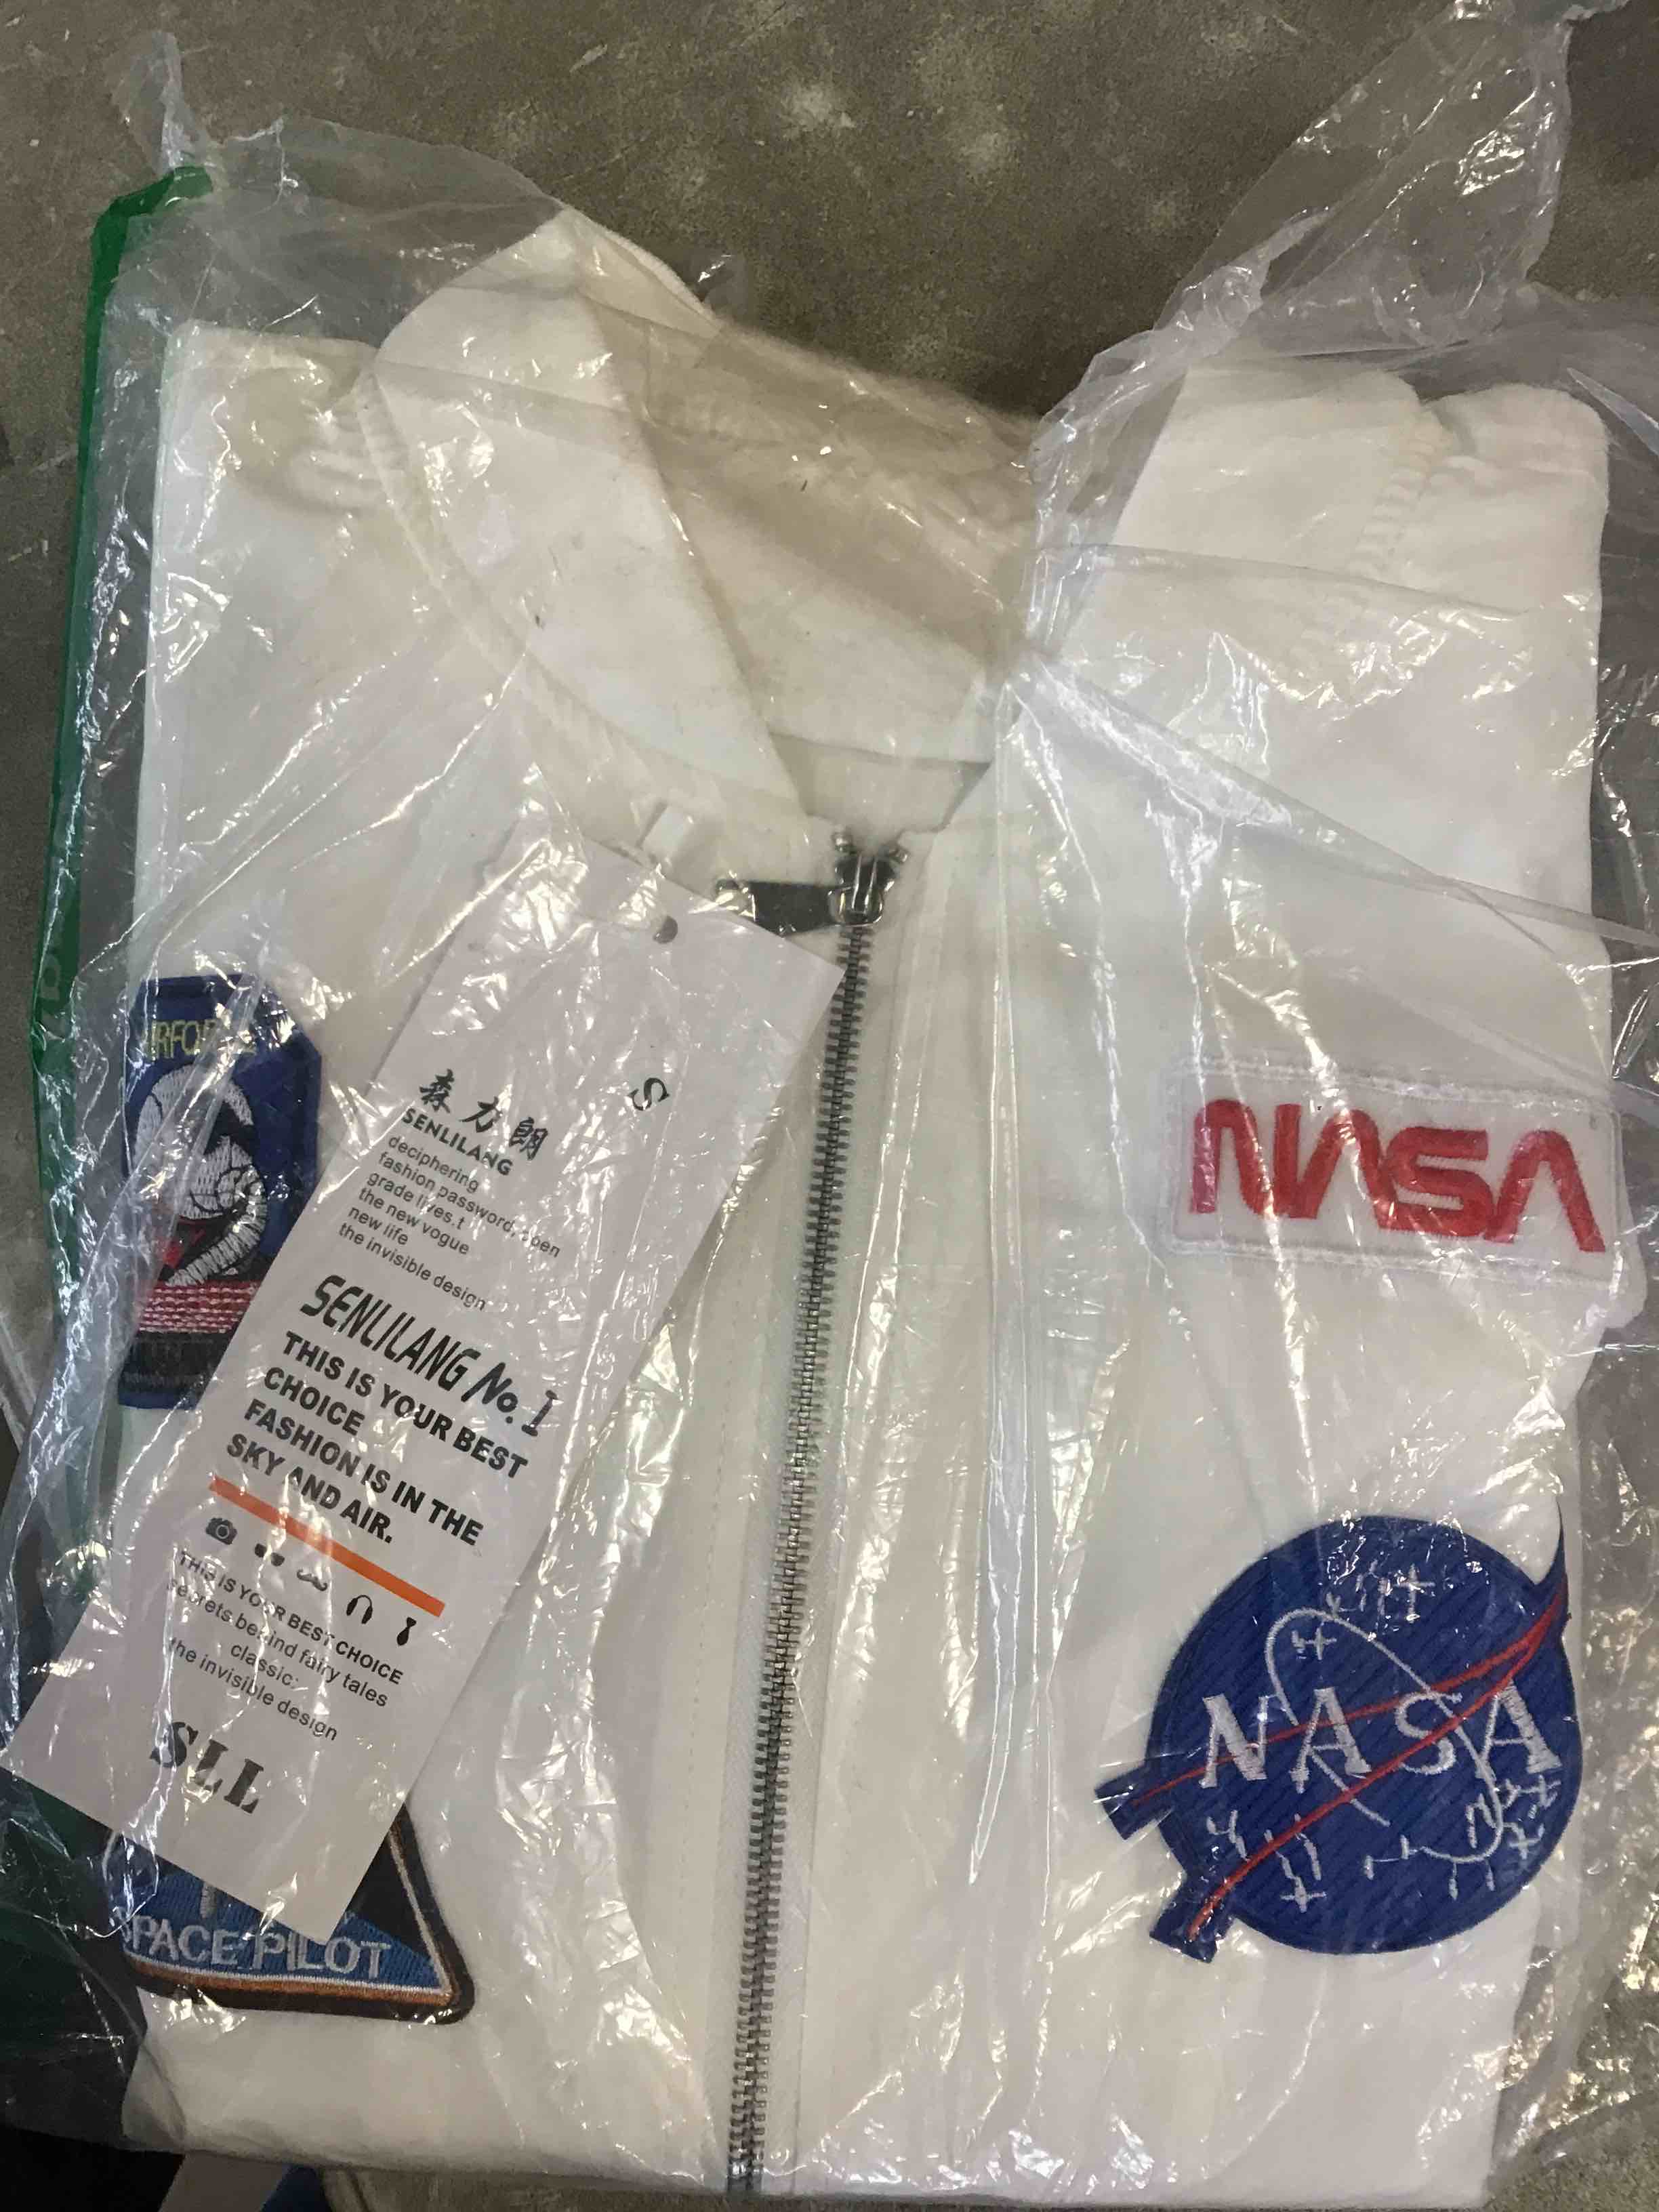 S
森力朗
SENLILANG
deciphering
fashion password, open
grade lives.t
the new vogue
new life
the invisible design
SENLILANG No.1
THIS IS YOUR BEST
CHOICE
FASHION IS IN THE
SKY AND AIR.
THIS IS YOUR BEST CHOICE
secrets behind fairy tales
classic:
the invisible design
SLL
SPACE PILOT
NASA
NASA